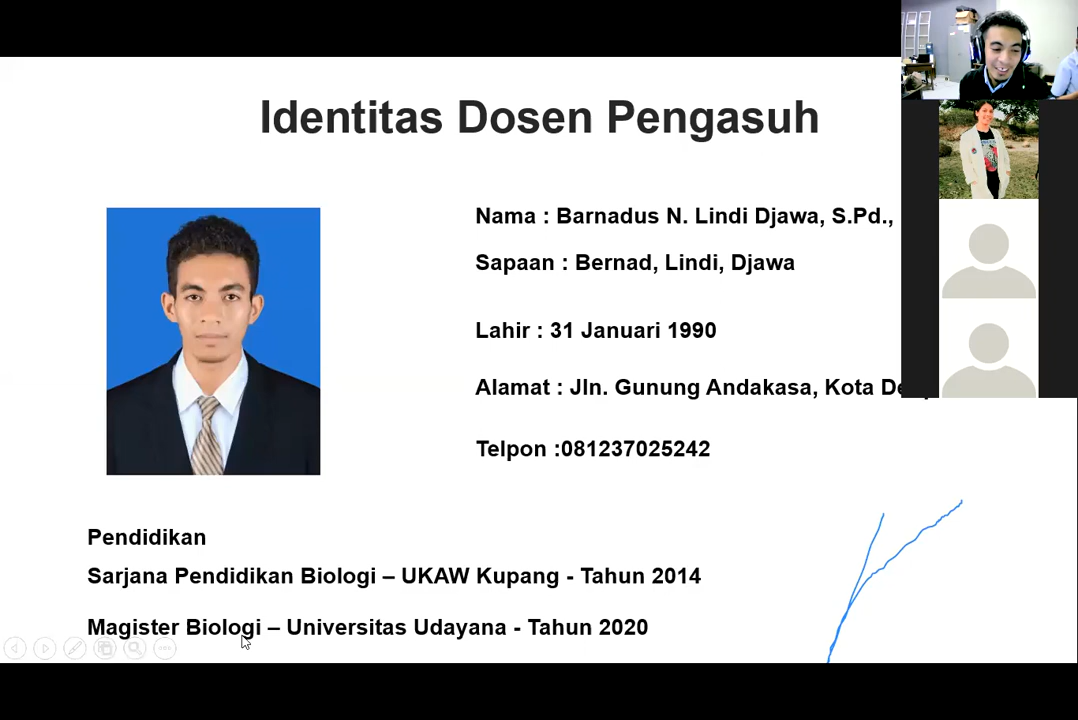 Identitas Dosen Pengasuh
Nama : Barnadus N. Lindi Djawa, S.Pd.,
Sapaan : Bernad, Lindi, Djawa
Lahir : 31 Januari 1990
Alamat : Jln. Gunung Andakasa, Kota
Telpon :081237025242
Pendidikan
Sarjana Pendidikan Biologi – UKAW Kupang - Tahun 2014
Magister Biologi – Universitas Udayana - Tahun 2020